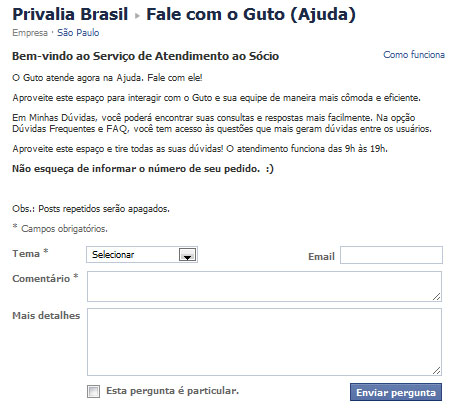 Privalia Brasil ▸ Fale com o Guto (Ajuda)
Empresa · São Paulo
Bem-vindo ao Serviço de Atendimento ao Sócio
Como funciona
O Guto atende agora na Ajuda. Fale com ele!
Aproveite este espaço para interagir com o Guto e sua equipe de maneira mais cômoda e eficiente.
Em Minhas Dúvidas, você poderá encontrar suas consultas e respostas mais facilmente. Na opção
Dúvidas Frequentes e FAQ, você tem acesso às questões que mais geram dúvidas entre os usuários.
Aproveite este espaço e tire todas as suas dúvidas! O atendimento funciona das 9h às 19h.
Não esqueça de informar o número de seu pedido. :)
Obs.: Posts repetidos serão apagados.
* Campos obrigatórios.
Tema * Selecionar Email
Comentário *
Mais detalhes
Esta pergunta é particular. Enviar pergunta